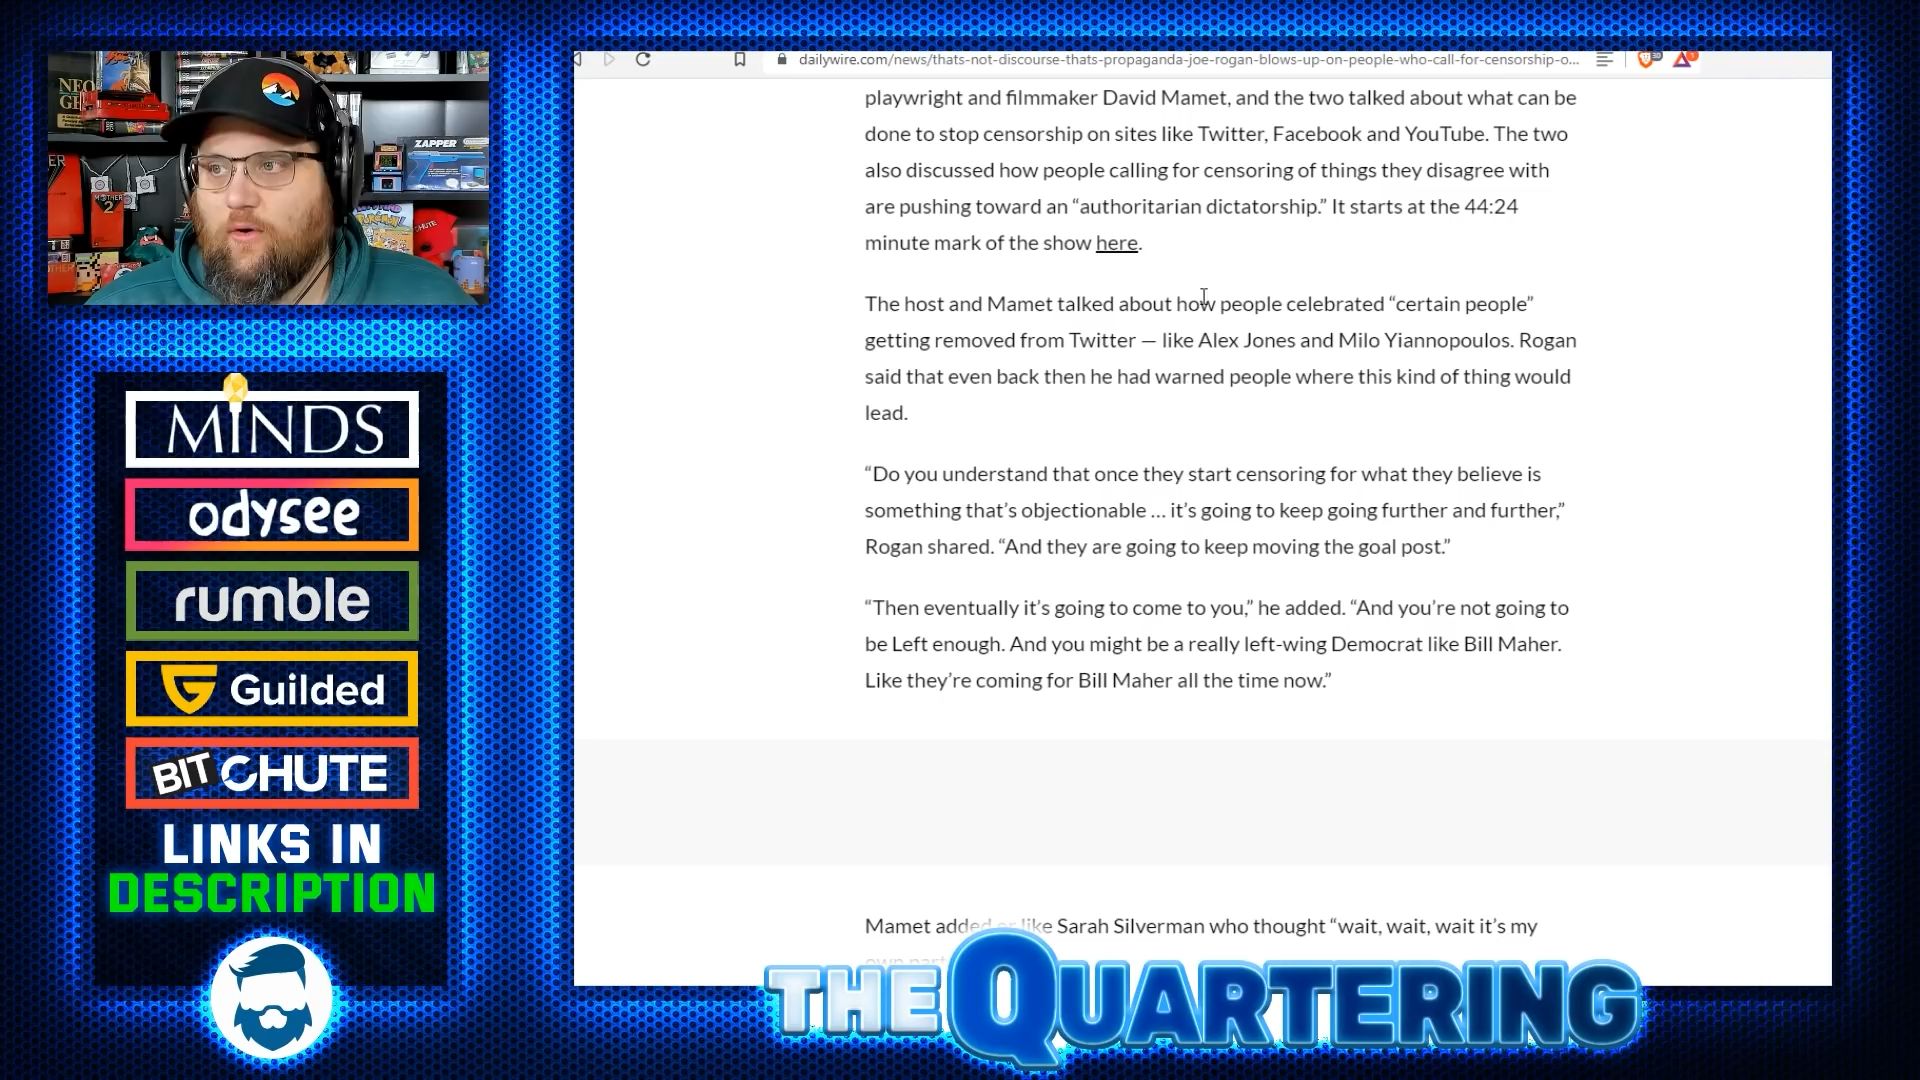 NEO
GE
ZAPPER
MOTHER
2
CHUTE
MINDS
odysee
rumble
Guilded
BITCHUTE
LINKS IN
DESCRIPTION
dailywire.com/news/thats-not-discourse-thats-propaganda-joe-rogan-blows-up-on-people-who-call-for-censorship-o...
playwright and filmmaker David Mamet, and the two talked about what can be
done to stop censorship on sites like Twitter, Facebook and YouTube. The two
also discussed how people calling for censoring of things they disagree with
are pushing toward an “authoritarian dictatorship.” It starts at the 44:24
minute mark of the show here.
The host and Mamet talked about how people celebrated “certain people”
getting removed from Twitter — like Alex Jones and Milo Yiannopoulos. Rogan
said that even back then he had warned people where this kind of thing would
lead.
“Do you understand that once they start censoring for what they believe is
something that’s objectionable … it’s going to keep going further and further,”
Rogan shared. “And they are going to keep moving the goal post.”
“Then eventually it’s going to come to you,” he added. “And you’re not going to
be Left enough. And you might be a really left-wing Democrat like Bill Maher.
Like they’re coming for Bill Maher all the time now.”
Mamet added or like Sarah Silverman who thought “wait, wait, wait it’s my
own
THE QUARTERING